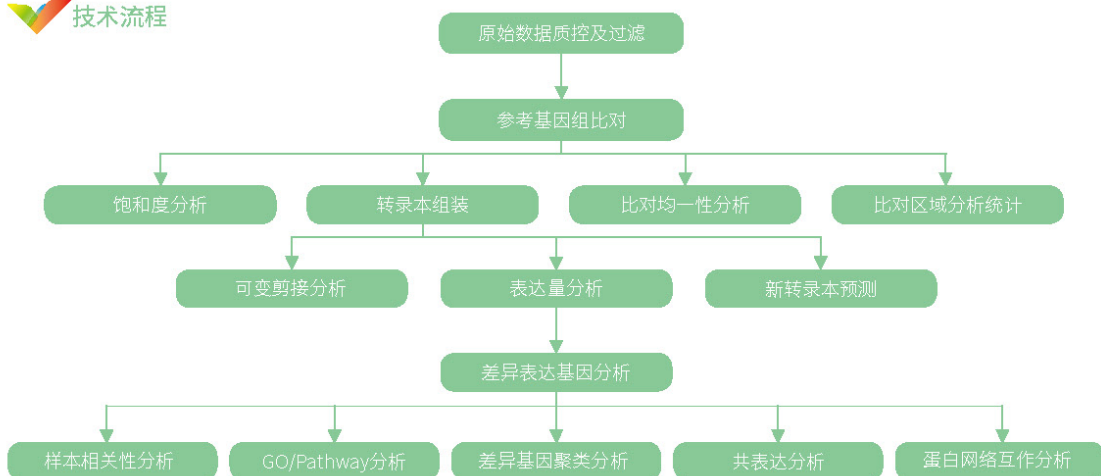 技术流程
原始数据质控及过滤
参考基因组比对
饱和度分析
转录本组装
比对均一性分析
比对区域分析统计
可变剪接分析
表达量分析
新转录本预测
差异表达基因分析
样本相关性分析
GO/Pathway分析
差异基因聚类分析
共表达分析
蛋白网络互作分析